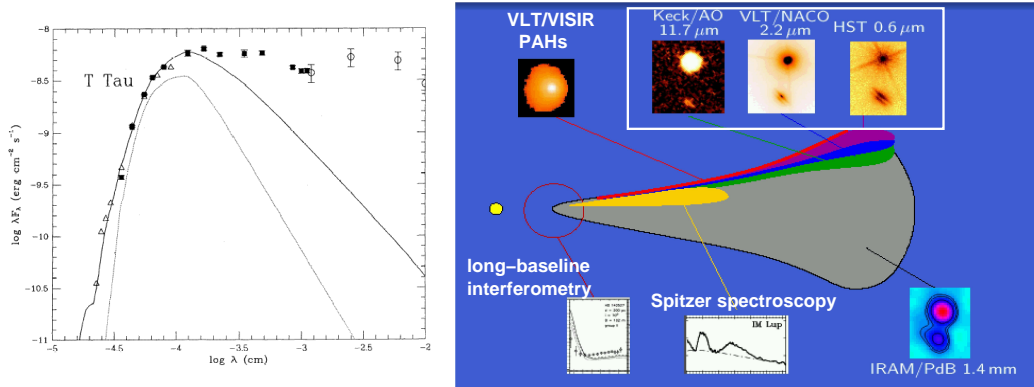 T Tau
log λFλ (erg cm⁻² s⁻¹)
-8
-8.5
-9
-9.5
-10
-10.5
-11
-5
-4.5
-4
-3.5
-3
-2.5
-2
log λ (cm)
VLT/VISIR
PAHs
Keck/AO
11.7 μm
VLT/NACO
2.2 μm
HST 0.6 μm
long–baseline
interferometry
Spitzer spectroscopy
IM Lup
IRAM/PdB 1.4 mm